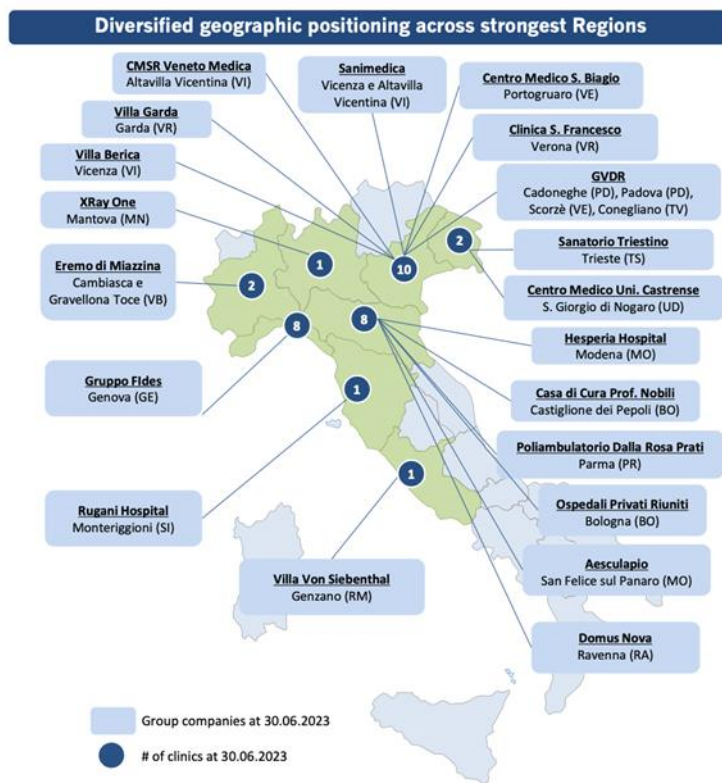 Diversified geographic positioning across strongest Regions
CMSR Veneto Medica
Altavilla Vicentina (VI)
Sanimedica
Vicenza e Altavilla
Vicentina (VI)
Centro Medico S. Biagio
Portogruaro (VE)
Villa Garda
Garda (VR)
Clinica S. Francesco
Verona (VR)
Villa Berica
Vicenza (VI)
GVDR
Cadoneghe (PD), Padova (PD),
Scorzè (VE), Conegliano (TV)
XRay One
Mantova (MN)
Sanatorio Triestino
Trieste (TS)
Eremo di Miazzina
Cambiasca e
Gravellona Toce (VB)
Centro Medico Uni. Castrense
S. Giorgio di Nogaro (UD)
2
1
10
2
8
8
1
1
Hesperia Hospital
Modena (MO)
Gruppo FIdes
Genova (GE)
Casa di Cura Prof. Nobili
Castiglione dei Pepoli (BO)
Poliambulatorio Dalla Rosa Prati
Parma (PR)
Rugani Hospital
Monteriggioni (SI)
Ospedali Privati Riuniti
Bologna (BO)
Villa Von Siebenthal
Genzano (RM)
Aesculapio
San Felice sul Panaro (MO)
Domus Nova
Ravenna (RA)
Group companies at 30.06.2023
# of clinics at 30.06.2023